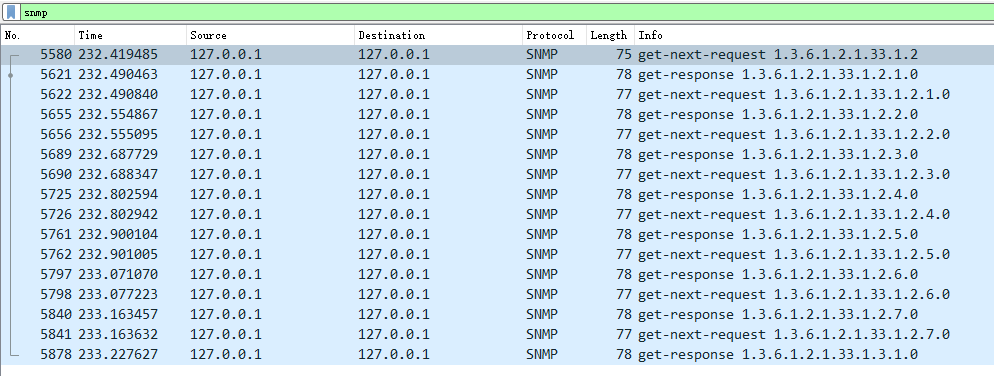 snmp
No. Time Source Destination Protocol Length Info
5580 232.419485 127.0.0.1 127.0.0.1 SNMP 75 get-next-request 1.3.6.1.2.1.33.1.2
5621 232.490463 127.0.0.1 127.0.0.1 SNMP 78 get-response 1.3.6.1.2.1.33.1.2.1.0
5622 232.490840 127.0.0.1 127.0.0.1 SNMP 77 get-next-request 1.3.6.1.2.1.33.1.2.1.0
5655 232.554867 127.0.0.1 127.0.0.1 SNMP 78 get-response 1.3.6.1.2.1.33.1.2.2.0
5656 232.555095 127.0.0.1 127.0.0.1 SNMP 77 get-next-request 1.3.6.1.2.1.33.1.2.2.0
5689 232.687729 127.0.0.1 127.0.0.1 SNMP 78 get-response 1.3.6.1.2.1.33.1.2.3.0
5690 232.688347 127.0.0.1 127.0.0.1 SNMP 77 get-next-request 1.3.6.1.2.1.33.1.2.3.0
5725 232.802594 127.0.0.1 127.0.0.1 SNMP 78 get-response 1.3.6.1.2.1.33.1.2.4.0
5726 232.802942 127.0.0.1 127.0.0.1 SNMP 77 get-next-request 1.3.6.1.2.1.33.1.2.4.0
5761 232.900104 127.0.0.1 127.0.0.1 SNMP 78 get-response 1.3.6.1.2.1.33.1.2.5.0
5762 232.901005 127.0.0.1 127.0.0.1 SNMP 77 get-next-request 1.3.6.1.2.1.33.1.2.5.0
5797 233.071070 127.0.0.1 127.0.0.1 SNMP 78 get-response 1.3.6.1.2.1.33.1.2.6.0
5798 233.077223 127.0.0.1 127.0.0.1 SNMP 77 get-next-request 1.3.6.1.2.1.33.1.2.6.0
5840 233.163457 127.0.0.1 127.0.0.1 SNMP 78 get-response 1.3.6.1.2.1.33.1.2.7.0
5841 233.163632 127.0.0.1 127.0.0.1 SNMP 77 get-next-request 1.3.6.1.2.1.33.1.2.7.0
5878 233.227627 127.0.0.1 127.0.0.1 SNMP 78 get-response 1.3.6.1.2.1.33.1.3.1.0